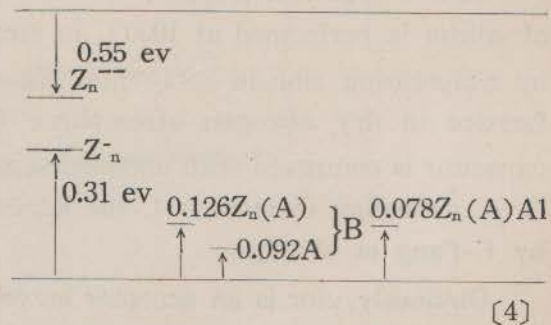 0.55 ev
Zn--
Z-n
0.31 ev
0.126Zn(A)
0.092A
}B
0.078Zn(A)Al
[4]